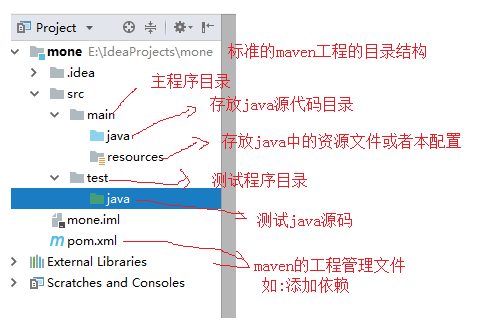 Project
mone E:\IdeaProjects\mone
标准的maven工程的目录结构
.idea
src
主程序目录
main
存放java源代码目录
java
resources
存放java中的资源文件或者本配置
test
测试程序目录
java
测试java源码
mone.iml
pom.xml
External Libraries
maven的工程管理文件
Scratches and Consoles
如:添加依赖